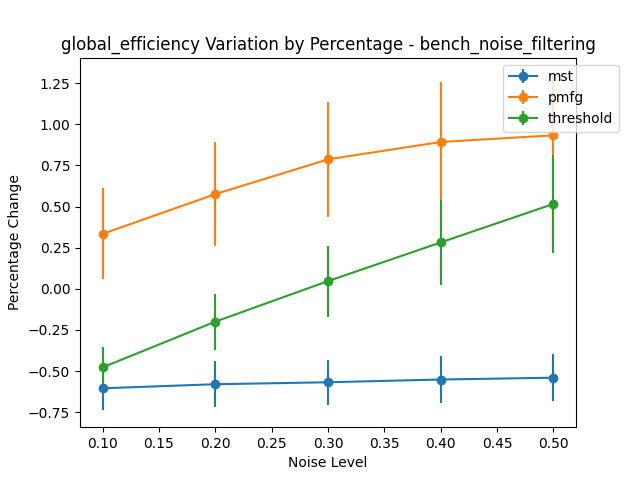 global_efficiency Variation by Percentage - bench_noise_filtering
mst
pmfg
threshold
Percentage Change
1.25
1.00
0.75
0.50
0.25
0.00
−0.25
−0.50
−0.75
0.10 0.15 0.20 0.25 0.30 0.35 0.40 0.45 0.50
Noise Level